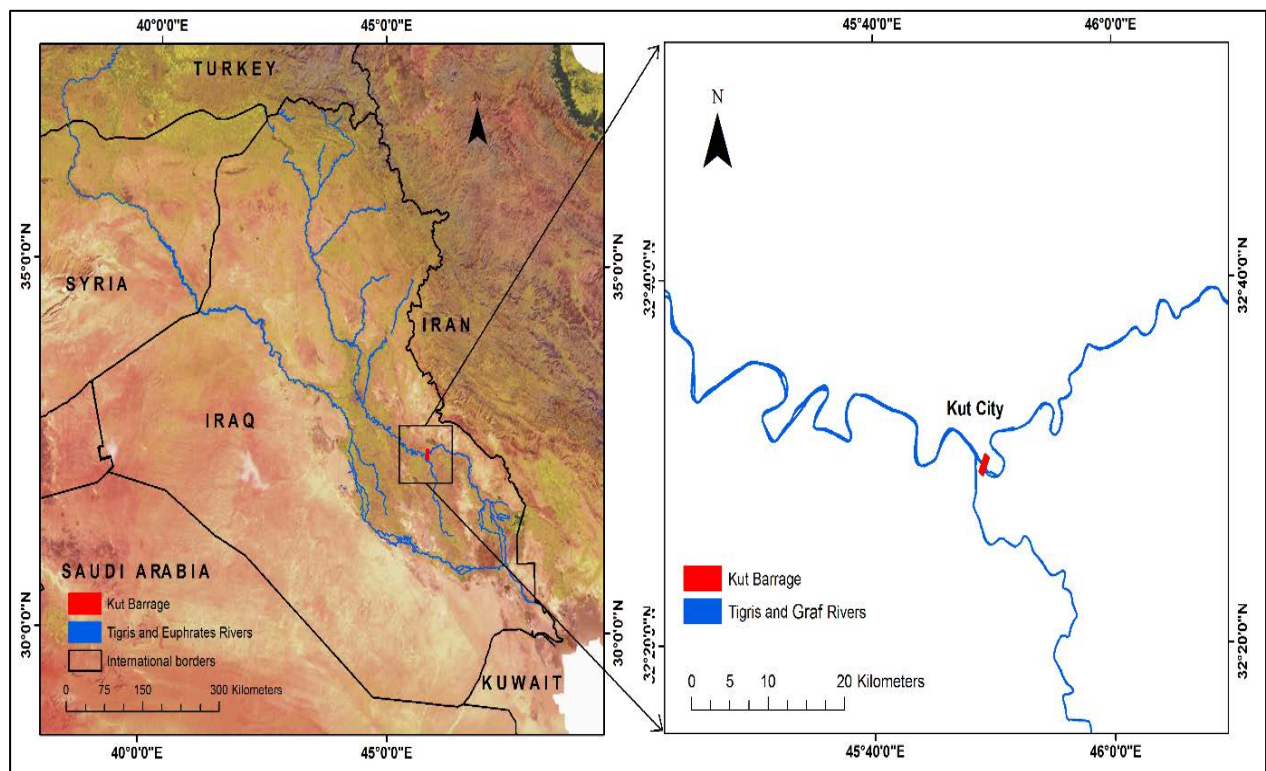 40°0'0"E
45°0'0"E
45°40'0"E
46°0'0"E
TURKEY
N
N
35°0'0"N
35°0'0"N
32°40'0"N
32°40'0"N
SYRIA
IRAN
IRAQ
Kut City
SAUDI ARABIA
Kut Barrage
Tigris and Euphrates Rivers
International borders
0 75 150 300 Kilometers
KUWAIT
30°0'0"N
30°0'0"N
Kut Barrage
Tigris and Graf Rivers
0 5 10 20 Kilometers
32°20'0"N
32°20'0"N
40°0'0"E
45°0'0"E
45°40'0"E
46°0'0"E